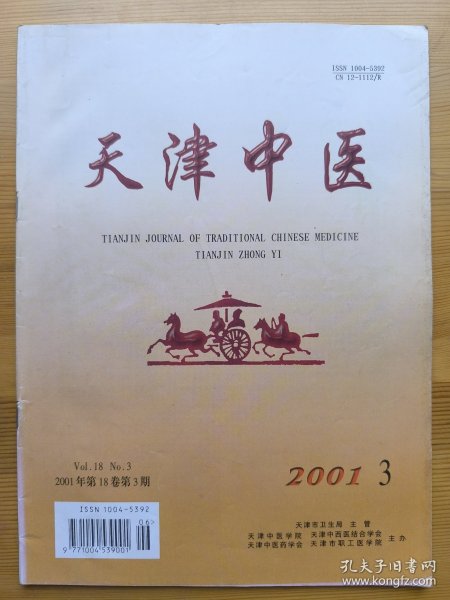 ISSN 1004-5392
CN 12-1112/R
天津中医
TIANJIN JOURNAL OF TRADITIONAL CHINESE MEDICINE
TIANJIN ZHONG YI
Vol.18 No.3
2001年第18卷第3期
2001 3
ISSN 1004-5392
06>
9 771004 539001
天津市卫生局 主管
天津中医学院 天津中西医结合学会
天津中医药学会 天津市职工医学院 主办
孔夫子旧书网
kongfz.com